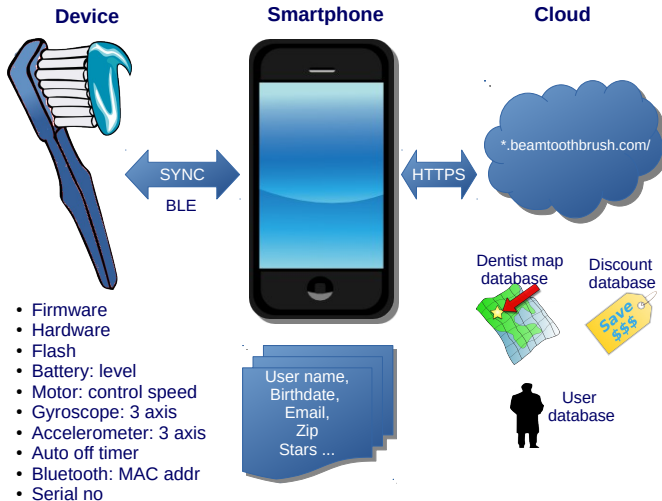 Device
Smartphone
Cloud
SYNC
BLE
HTTPS
*.beamtoothbrush.com/
Dentist map
database
Discount
database
Save
$$$
User
database
• Firmware
• Hardware
• Flash
• Battery: level
• Motor: control speed
• Gyroscope: 3 axis
• Accelerometer: 3 axis
• Auto off timer
• Bluetooth: MAC addr
• Serial no
User name,
Birthdate,
Email,
Zip
Stars ...